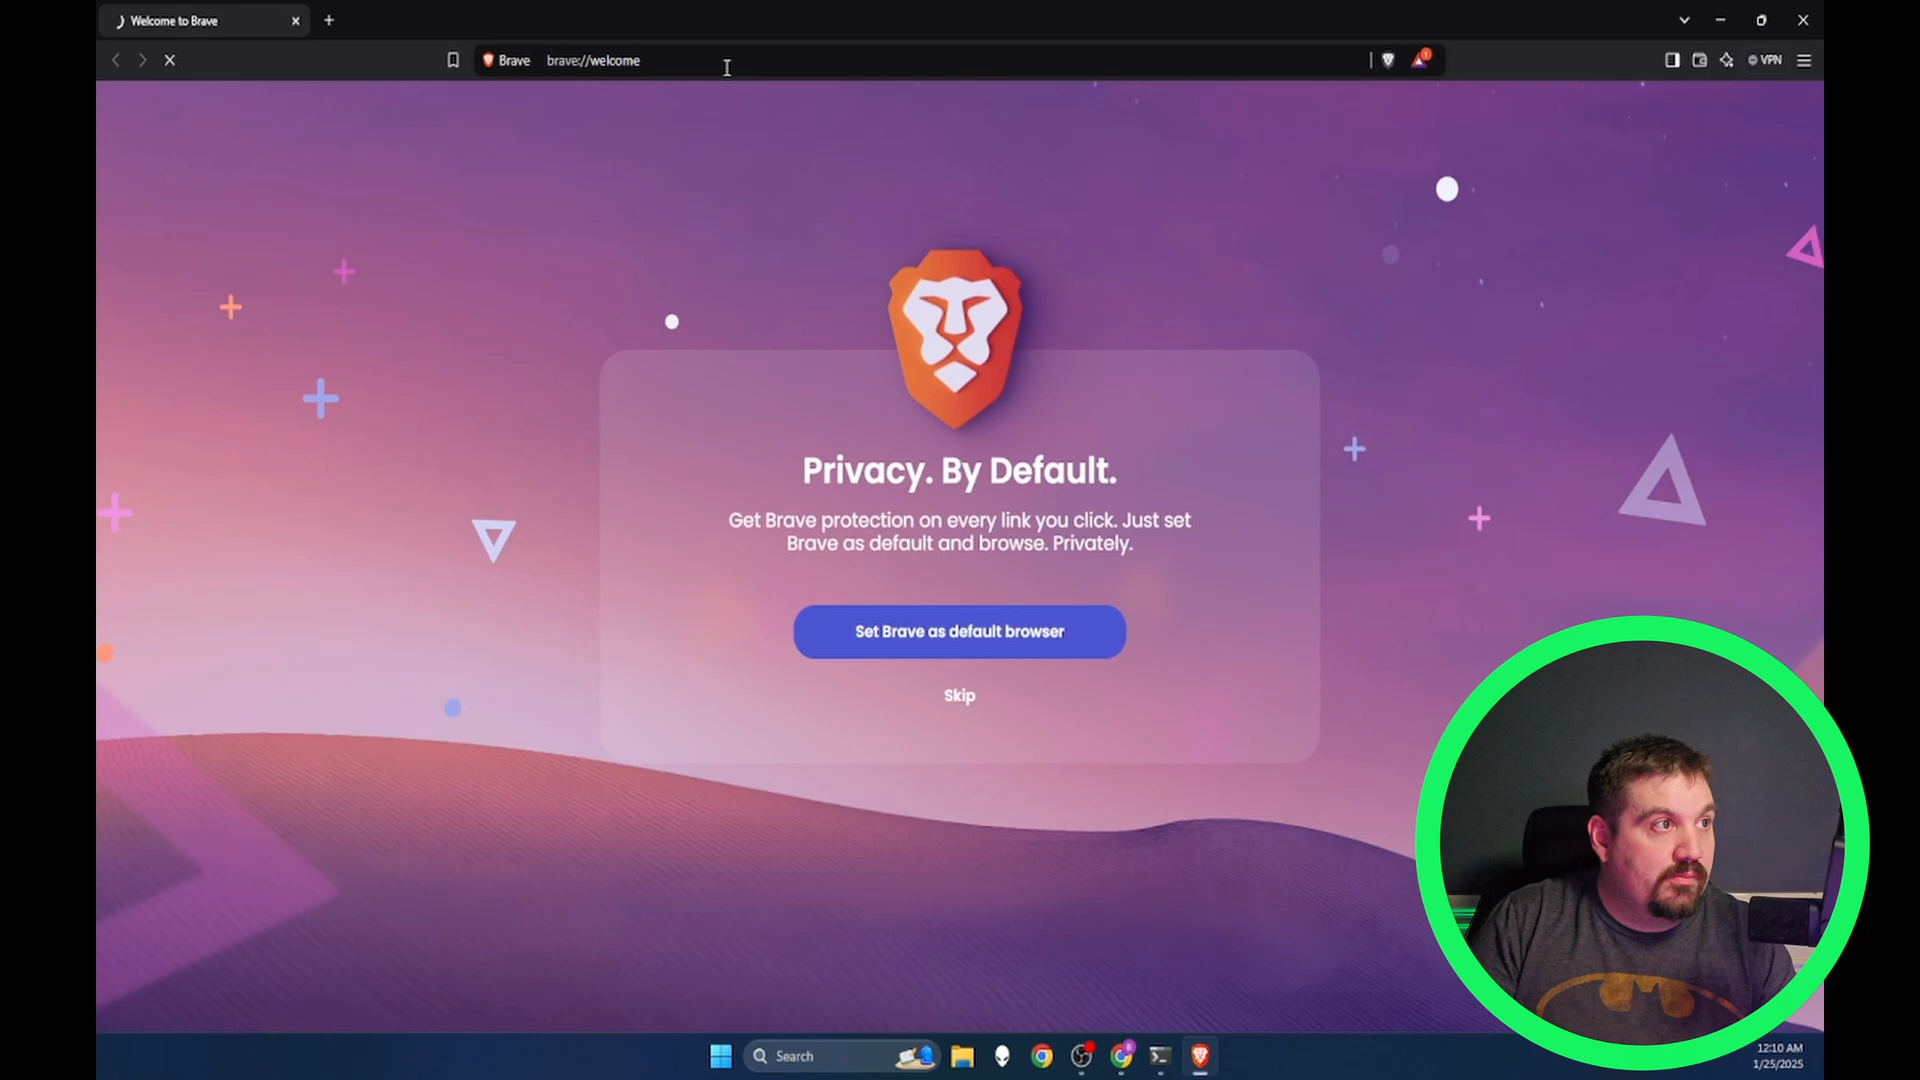 Welcome to Brave
Brave brave://welcome
VPN
Privacy. By Default.
Get Brave protection on every link you click. Just set
Brave as default and browse. Privately.
Set Brave as default browser
Skip
Search
12:10 AM
1/25/2025